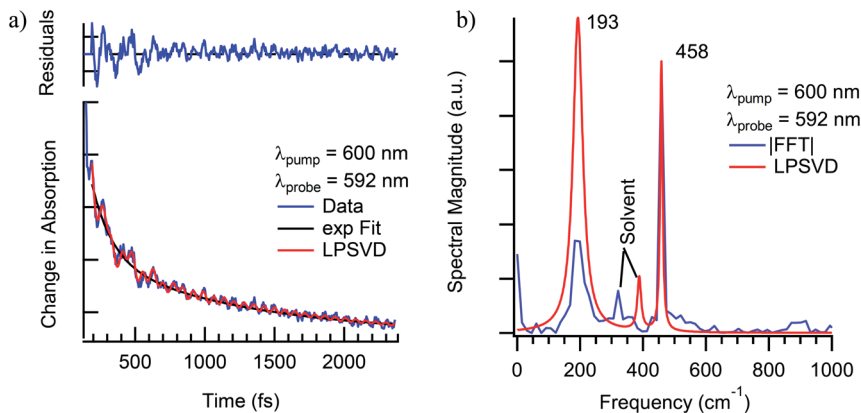 a)
Residuals
Change in Absorption
λpump = 600 nm
λprobe = 592 nm
Data
exp Fit
LPSVD
500 1000 1500 2000
Time (fs)
b)
Spectral Magnitude (a.u.)
193
458
λpump = 600 nm
λprobe = 592 nm
|FFT|
LPSVD
Solvent
0 200 400 600 800 1000
Frequency (cm⁻¹)